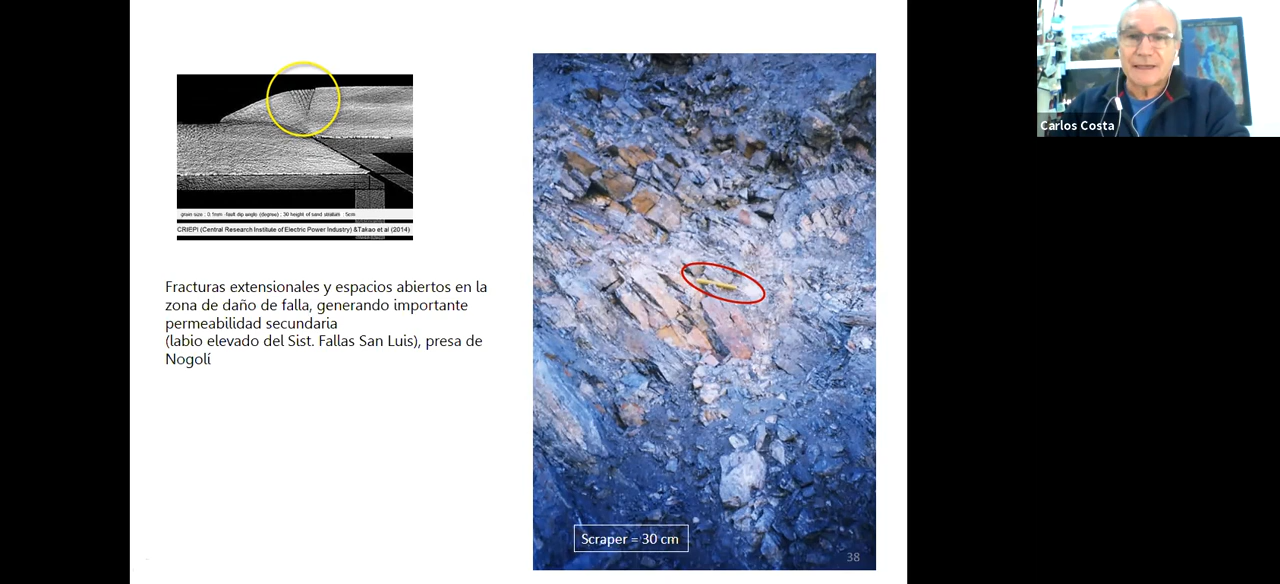 grain size : 0.1mm fault dip angle (degree) : 30 height of sand stratum : 5cm
CRIEPI (Central Research Institute of Electric Power Industry) &Takao et al (2014)
Fracturas extensionales y espacios abiertos en la
zona de daño de falla, generando importante
permeabilidad secundaria
(labio elevado del Sist. Fallas San Luis), presa de
Nogolí
Scraper = 30 cm
38
Carlos Costa